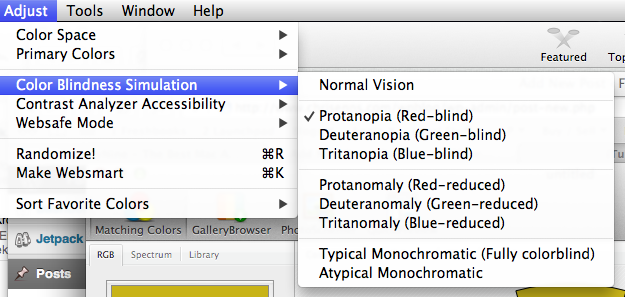 Adjust Tools Window Help
Color Space
Primary Colors
Color Blindness Simulation
Contrast Analyzer Accessibility
Websafe Mode
Randomize! ⌘R
Make Websmart ⌘K
Sort Favorite Colors
Normal Vision
✓ Protanopia (Red-blind)
Deuteranopia (Green-blind)
Tritanopia (Blue-blind)
Protanomaly (Red-reduced)
Deuteranomaly (Green-reduced)
Tritanomaly (Blue-reduced)
Typical Monochromatic (Fully colorblind)
Atypical Monochromatic
Featured
Jetpack
Posts
Matching Colors GalleryBrowser
RGB Spectrum Library